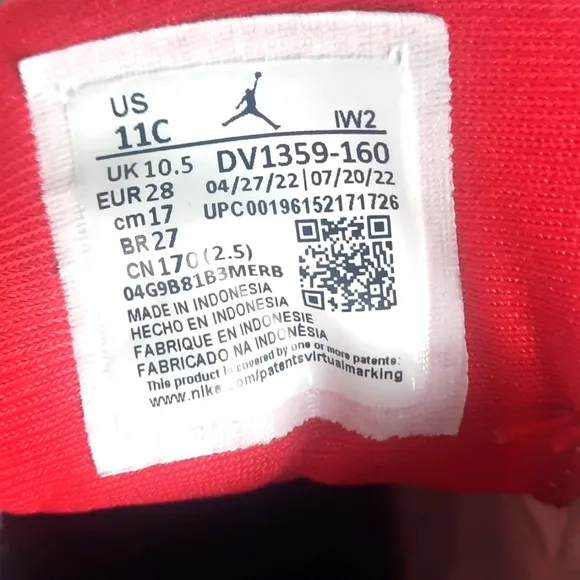 US
11C
IW2
UK 10.5
DV1359-160
EUR 28
04/27/22|07/20/22
cm 17
UPC00196152171726
BR 27
CN 170(2.5)
04G9B81B3MERB
MADE IN INDONESIA
HECHO EN INDONESIA
FABRIQUE EN INDONESIE
FABRICADO NA INDONÉSIA
This product is covered by one or more patents:
www.nike.com/patentsvirtualmarking